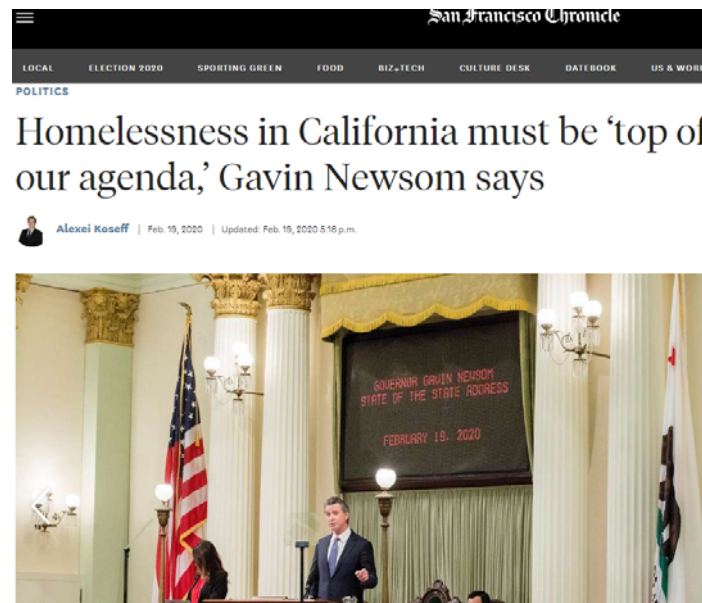 San Francisco Chronicle
LOCAL ELECTION 2020 SPORTING GREEN FOOD BIZ+TECH CULTURE DESK DATEBOOK US & WORL
POLITICS
Homelessness in California must be ‘top of
our agenda,’ Gavin Newsom says
Alexei Koseff | Feb. 19, 2020 | Updated: Feb. 19, 2020 5:16 p.m.
GOVERNOR GAVIN NEWSOM
STATE OF THE STATE ADDRESS
FEBRUARY 19, 2020